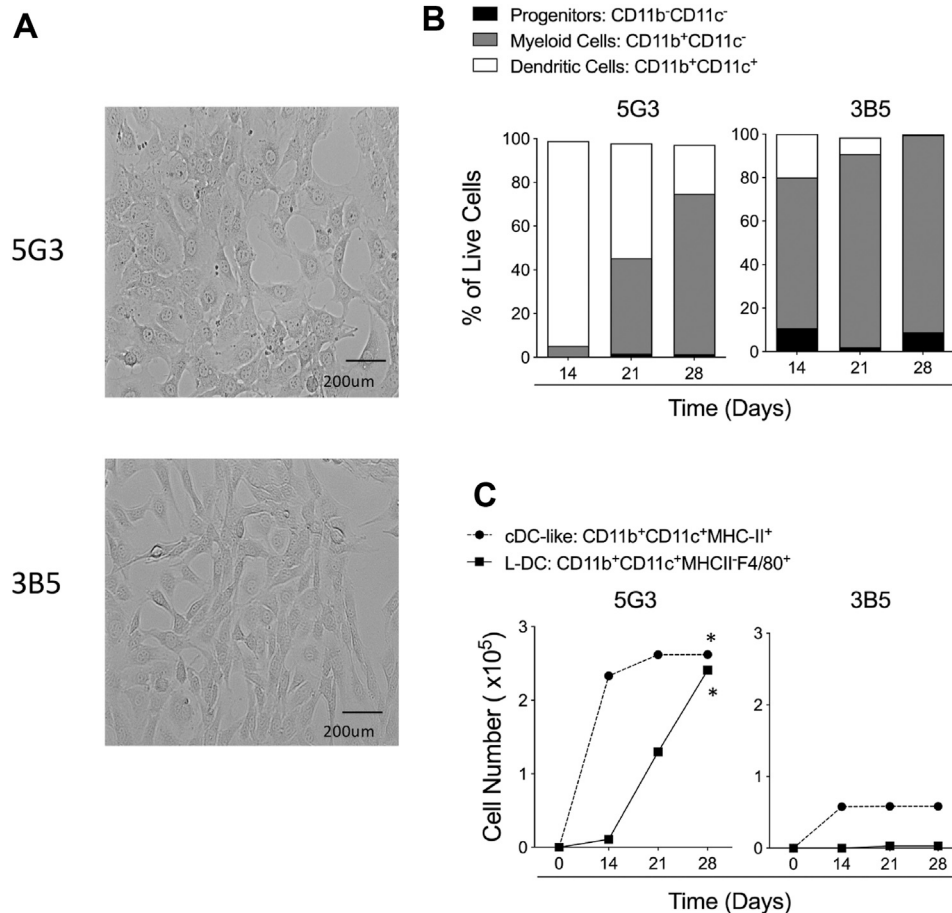 A
5G3
200um
3B5
200um
B
Progenitors: CD11b⁻CD11c⁻
Myeloid Cells: CD11b⁺CD11c⁻
Dendritic Cells: CD11b⁺CD11c⁺
5G3
3B5
% of Live Cells
100
80
60
40
20
0
14 21 28
100
80
60
40
20
0
14 21 28
Time (Days)
C
cDC-like: CD11b⁺CD11c⁺MHC-II⁺
L-DC: CD11b⁺CD11c⁺MHCII⁻F4/80⁺
5G3
3B5
Cell Number ( x10⁵)
3
2
1
0
* 
*
0 14 21 28
3
2
1
0
0 14 21 28
Time (Days)